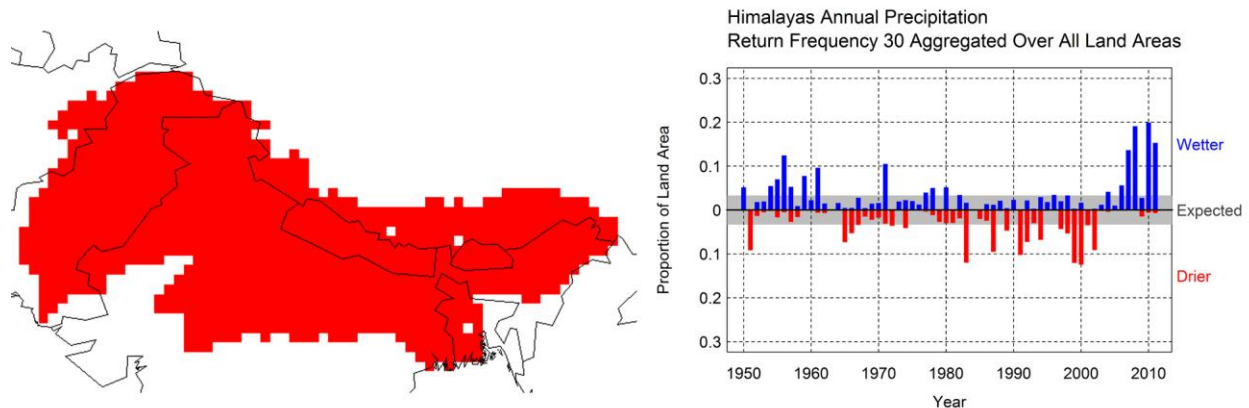 Himalayas Annual Precipitation
Return Frequency 30 Aggregated Over All Land Areas
Proportion of Land Area
0.3
0.2
0.1
0
0.1
0.2
0.3
Wetter
Expected
Drier
1950 1960 1970 1980 1990 2000 2010
Year